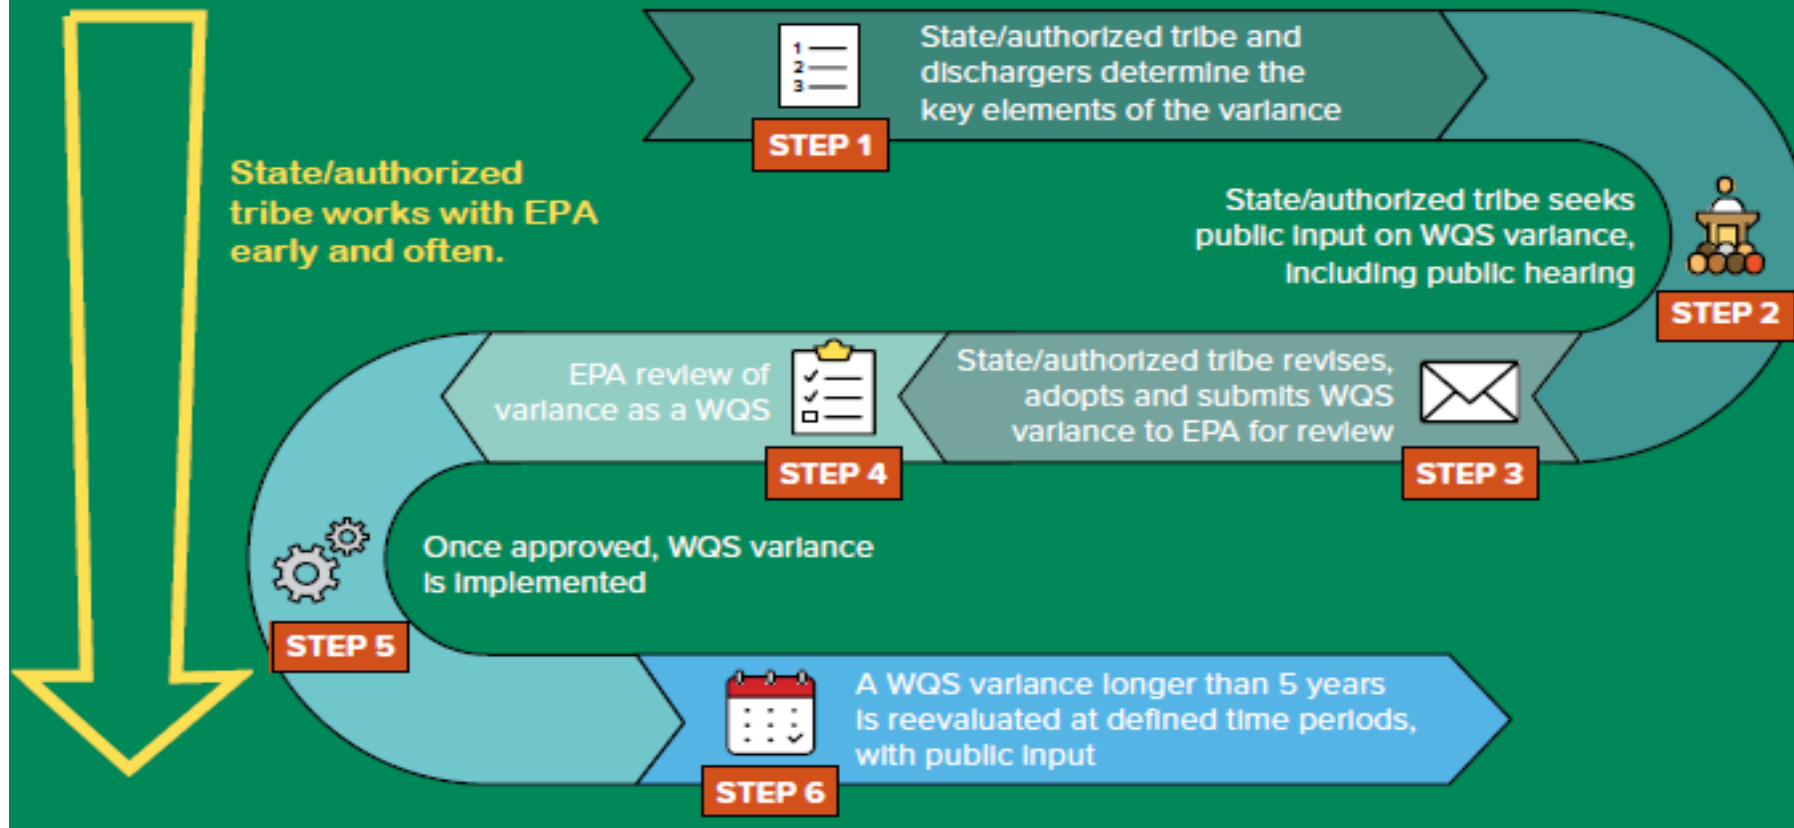 State/authorized
tribe works with EPA
early and often.
1
2
3
State/authorized tribe and
dischargers determine the
key elements of the variance
STEP 1
State/authorized tribe seeks
public input on WQS variance,
including public hearing
STEP 2
State/authorized tribe revises,
adopts and submits WQS
variance to EPA for review
STEP 3
EPA review of
variance as a WQS
STEP 4
Once approved, WQS variance
is implemented
STEP 5
A WQS variance longer than 5 years
is reevaluated at defined time periods,
with public input
STEP 6